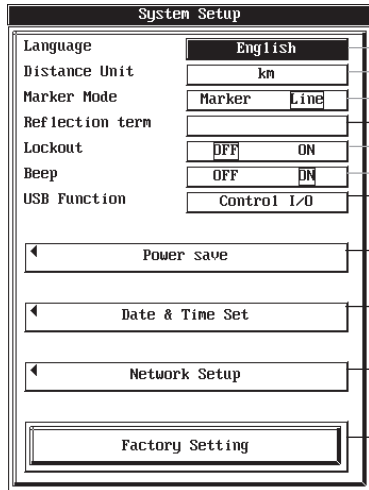 System Setup
Language English
Distance Unit km
Marker Mode Marker Line
Reflection term
Lockout OFF ON
Beep OFF ON
USB Function Control I/O
Power save
Date & Time Set
Network Setup
Factory Setting